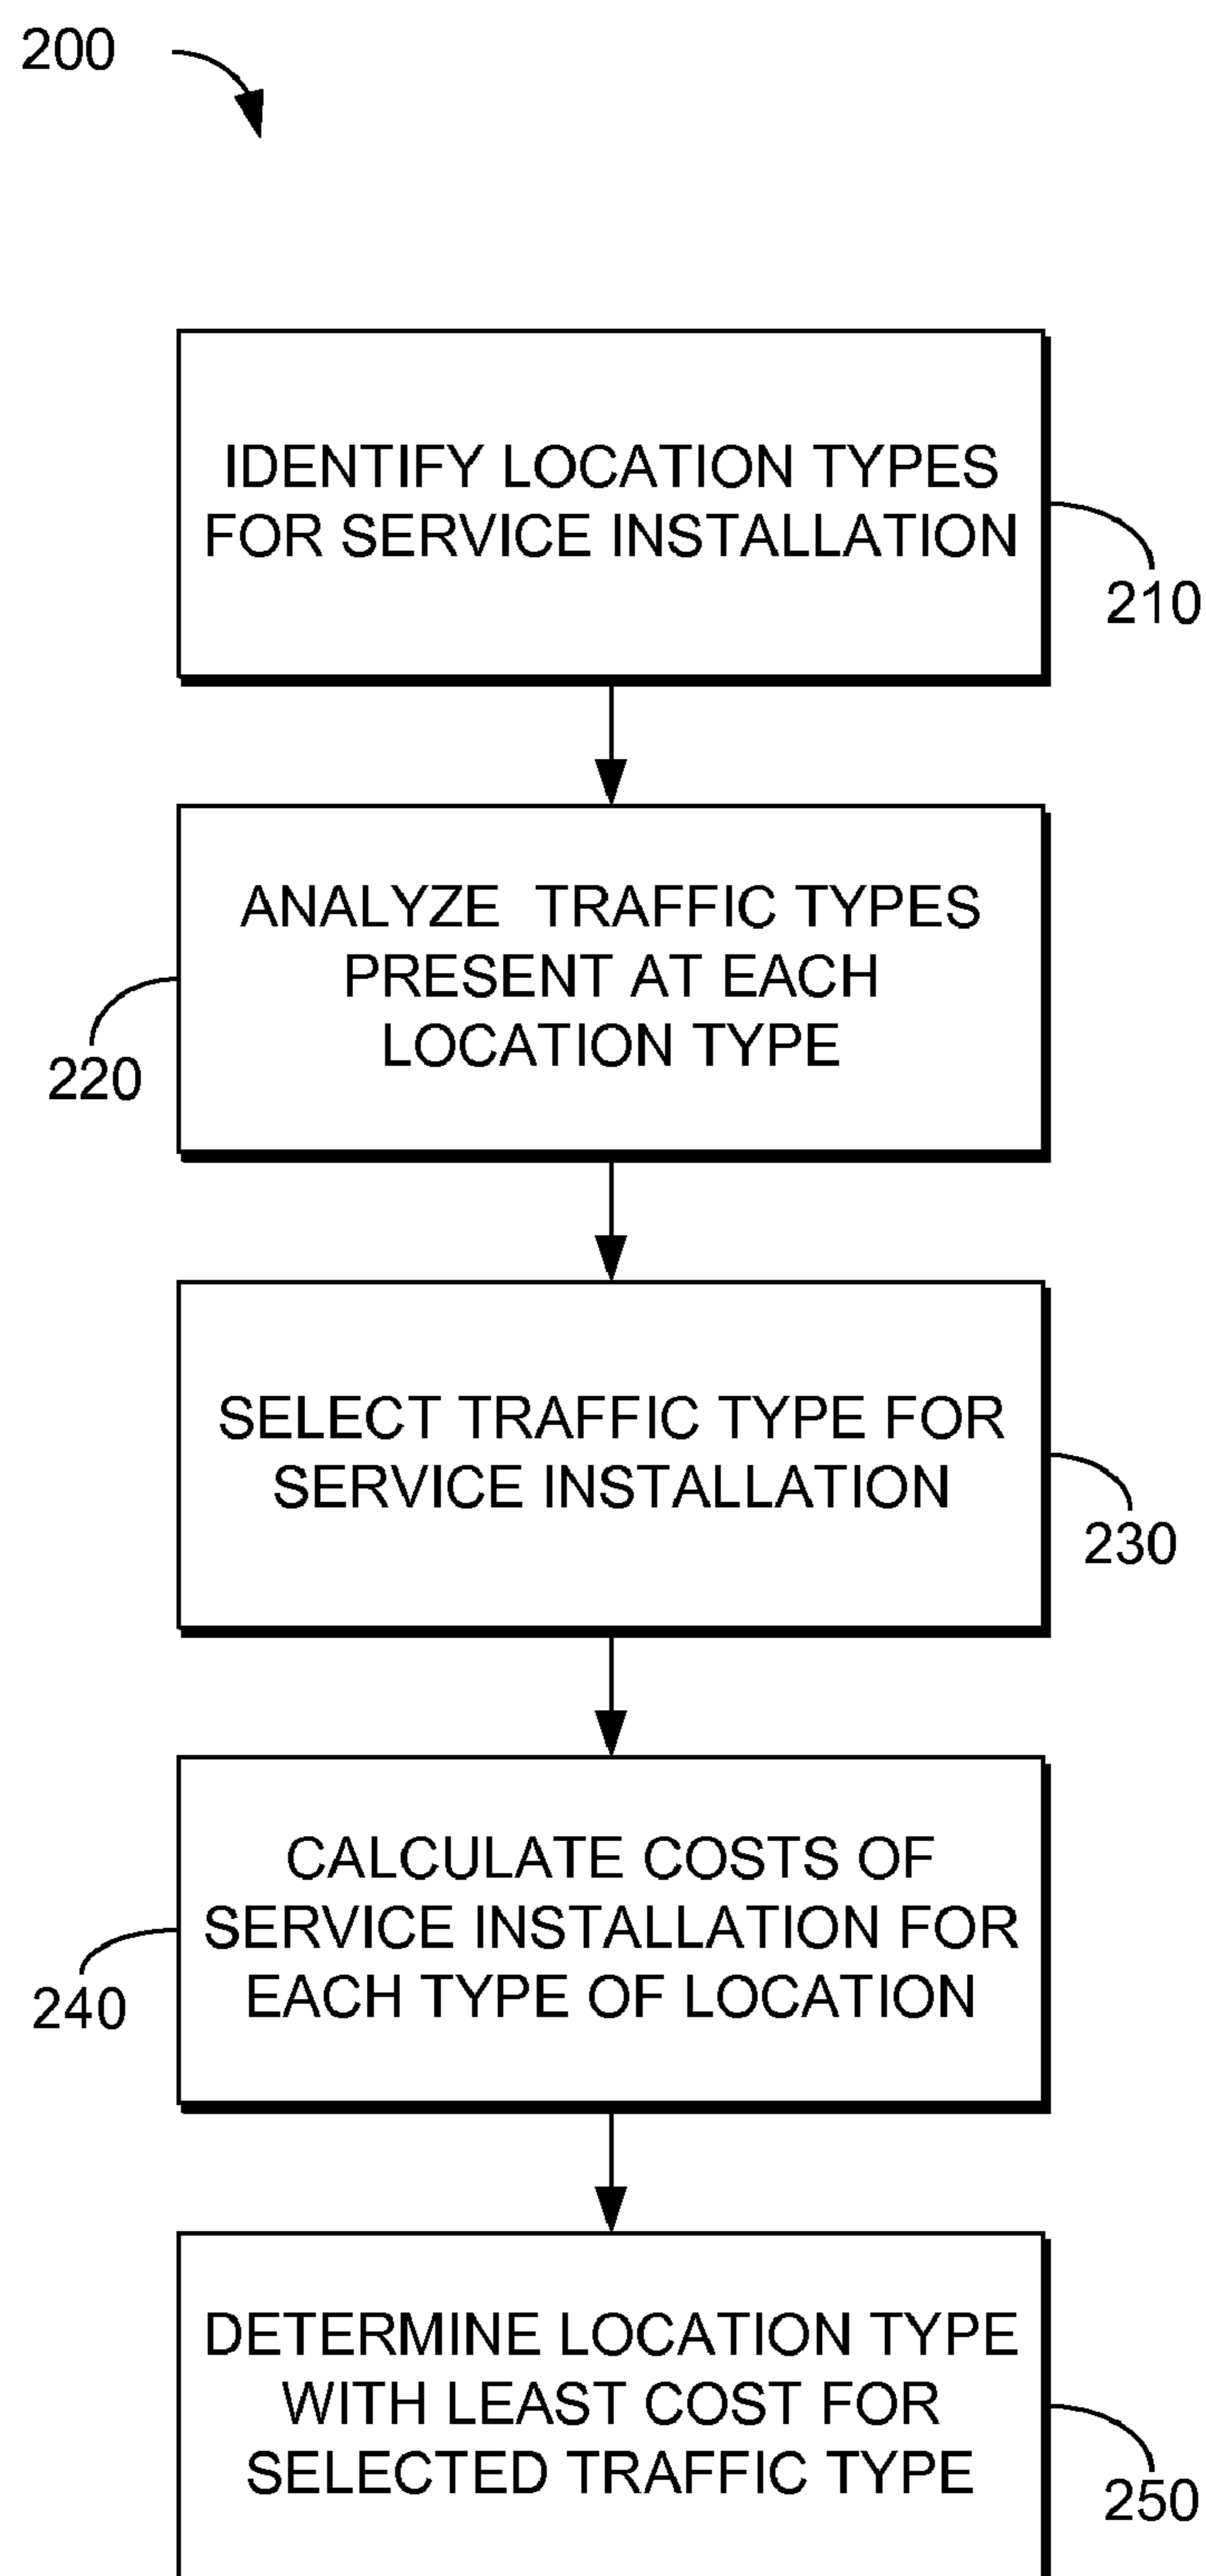 200
IDENTIFY LOCATION TYPES
FOR SERVICE INSTALLATION
210
ANALYZE TRAFFIC TYPES
PRESENT AT EACH
LOCATION TYPE
220
SELECT TRAFFIC TYPE FOR
SERVICE INSTALLATION
230
CALCULATE COSTS OF
SERVICE INSTALLATION FOR
EACH TYPE OF LOCATION
240
DETERMINE LOCATION TYPE
WITH LEAST COST FOR
SELECTED TRAFFIC TYPE
250